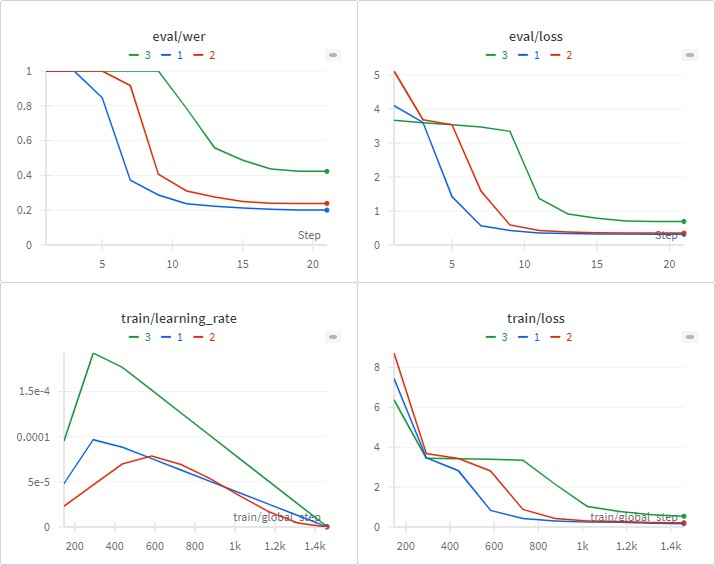 eval/wer
3 1 2
1
0.8
0.6
0.4
0.2
0
Step
5 10 15 20
eval/loss
3 1 2
5
4
3
2
1
0
Step
5 10 15 20
train/learning_rate
3 1 2
1.5e-4
0.0001
5e-5
0
train/global_step
200 400 600 800 1k 1.2k 1.4k
train/loss
3 1 2
8
6
4
2
0
train/global_step
200 400 600 800 1k 1.2k 1.4k